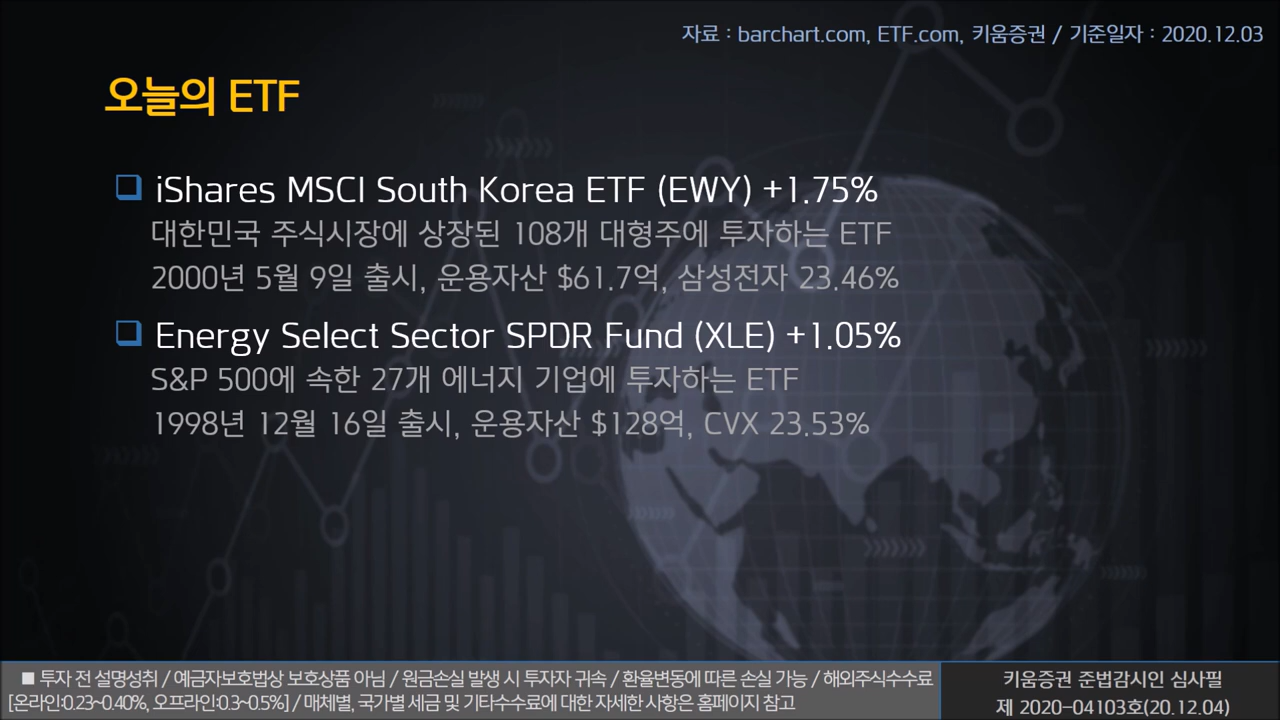 자료 : barchart.com, ETF.com, 키움증권 / 기준일자 : 2020.12.03
오늘의 ETF
❑ iShares MSCI South Korea ETF (EWY) +1.75%
대한민국 주식시장에 상장된 108개 대형주에 투자하는 ETF
2000년 5월 9일 출시, 운용자산 $61.7억, 삼성전자 23.46%
❑ Energy Select Sector SPDR Fund (XLE) +1.05%
S&P 500에 속한 27개 에너지 기업에 투자하는 ETF
1998년 12월 16일 출시, 운용자산 $128억, CVX 23.53%
■ 투자 전 설명성취 / 예금자보호법상 보호상품 아님 / 원금손실 발생 시 투자자 귀속 / 환율변동에 따른 손실 가능 / 해외주식수수료
[온라인:0.23~0.40%, 오프라인:0.3~0.5%] / 매체별, 국가별 세금 및 기타수수료에 대한 자세한 사항은 홈페이지 참고
키움증권 준법감시인 심사필
제 2020-04103호(20.12.04)